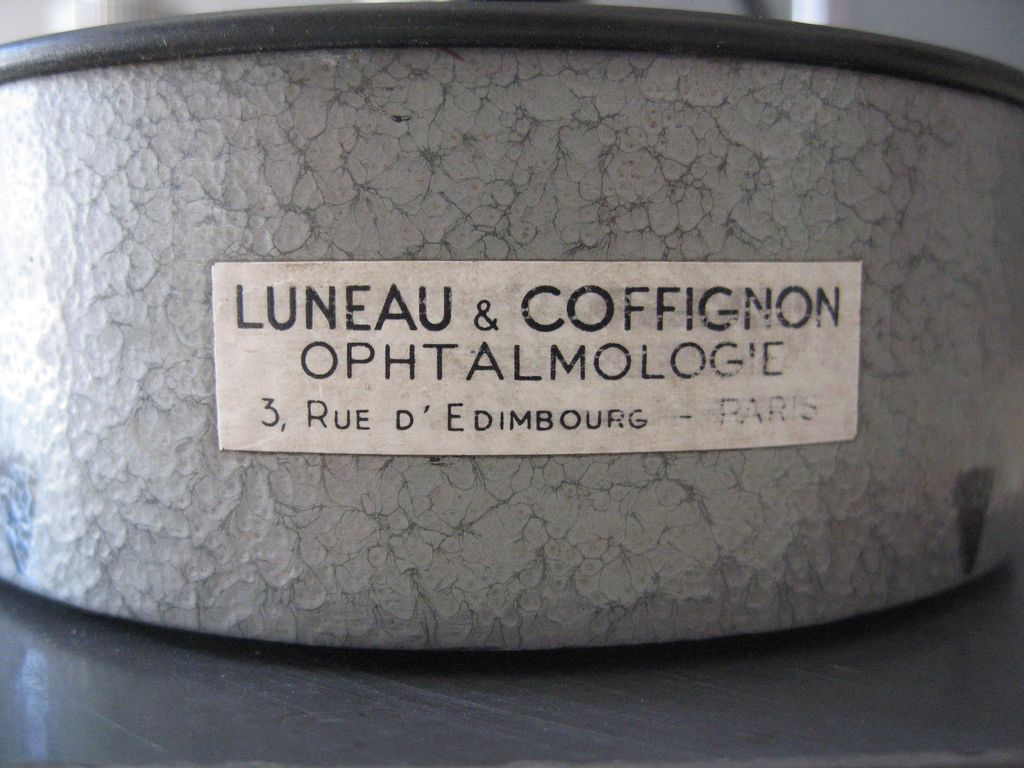 LUNEAU & COFFIGNON
OPHTALMOLOGIE
3, RUE D' EDIMBOURG - PARIS